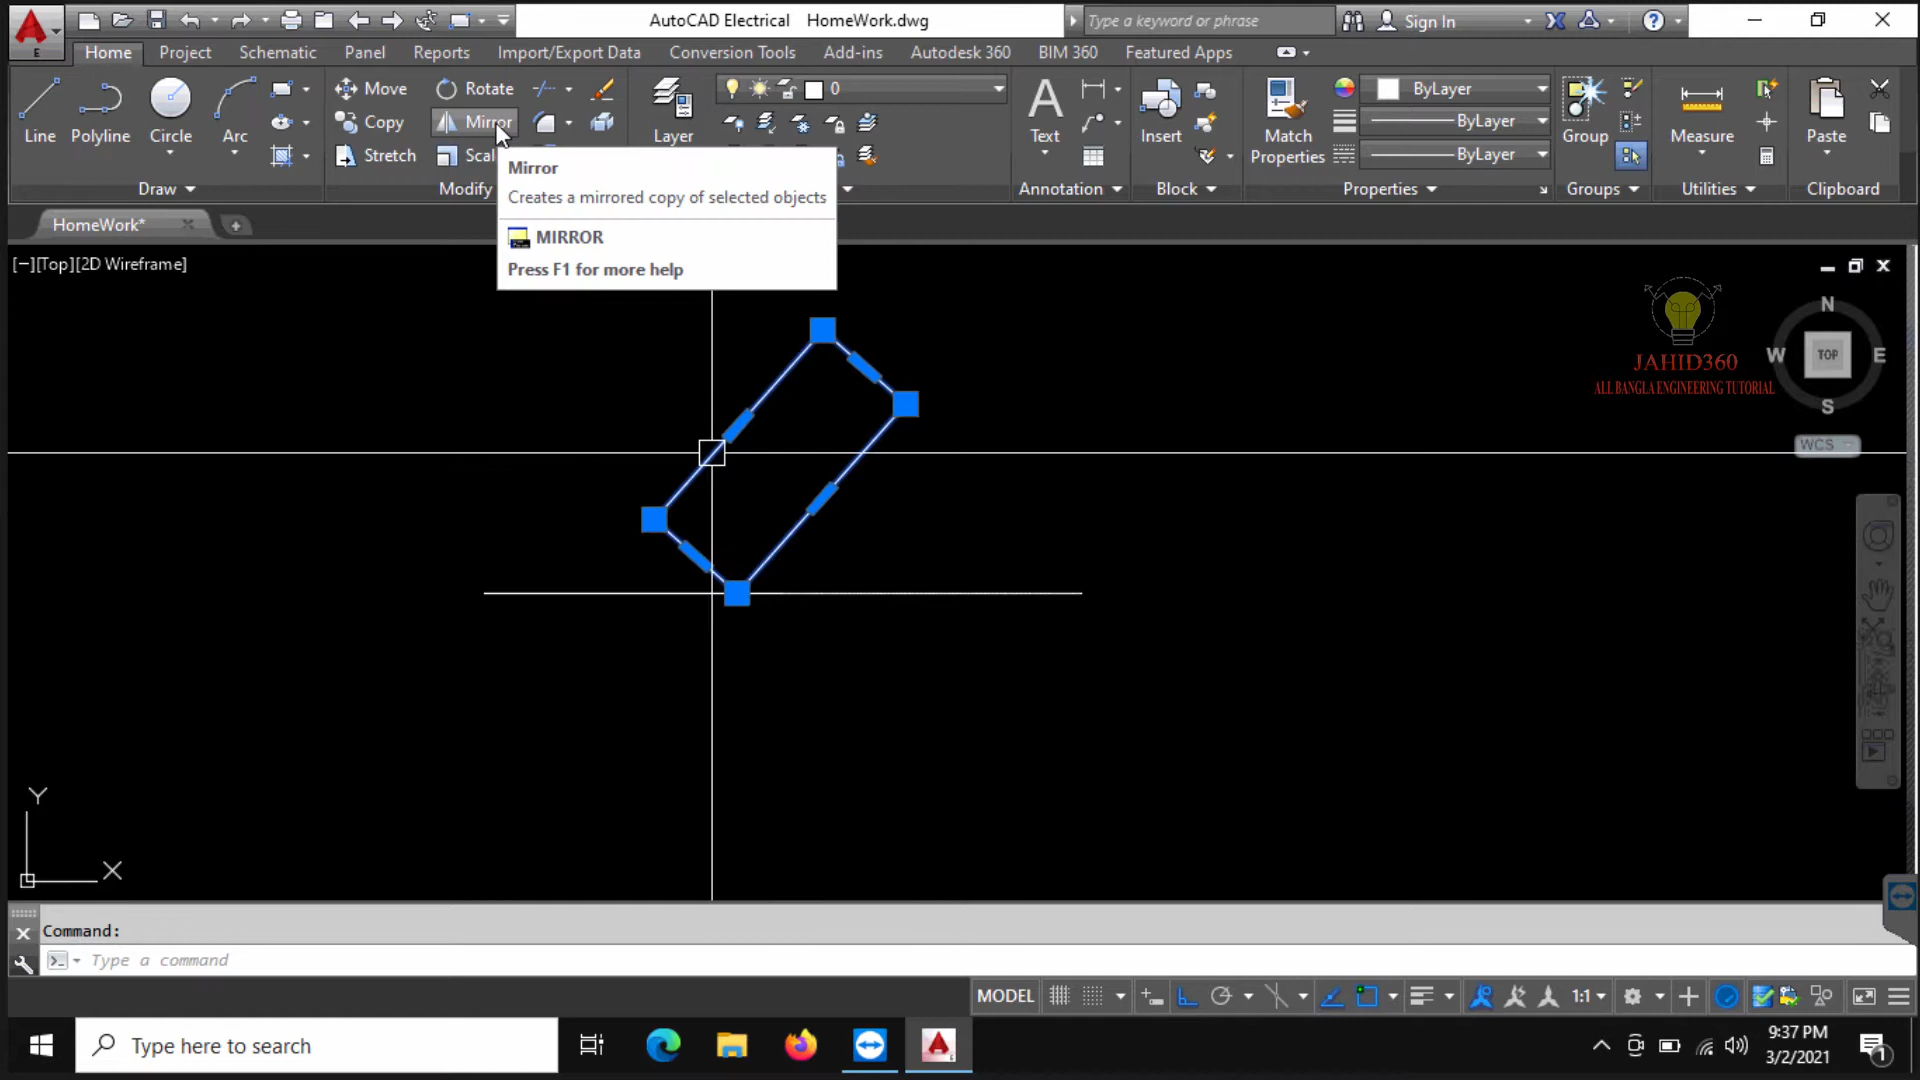 AutoCAD Electrical HomeWork.dwg
Type a keyword or phrase
Sign In
E
Home Project Schematic Panel Reports Import/Export Data Conversion Tools Add-ins Autodesk 360 BIM 360 Featured Apps
Line Polyline Circle Arc
Draw
Move Rotate
Copy Mirror
Stretch Scal
Modify
Layer
0
Text
Annotation
Insert
Block
Match
Properties
ByLayer
ByLayer
ByLayer
Properties
Group
Groups
Measure
Utilities
Paste
Clipboard
Mirror
Creates a mirrored copy of selected objects
MIRROR
Press F1 for more help
HomeWork*
[−][Top][2D Wireframe]
JAHID360
ALL BANGLA ENGINEERING TUTORIAL
N
W TOP E
S
WCS
Y
X
Command:
Type a command
MODEL
1:1
Type here to search
9:37 PM
3/2/2021
1